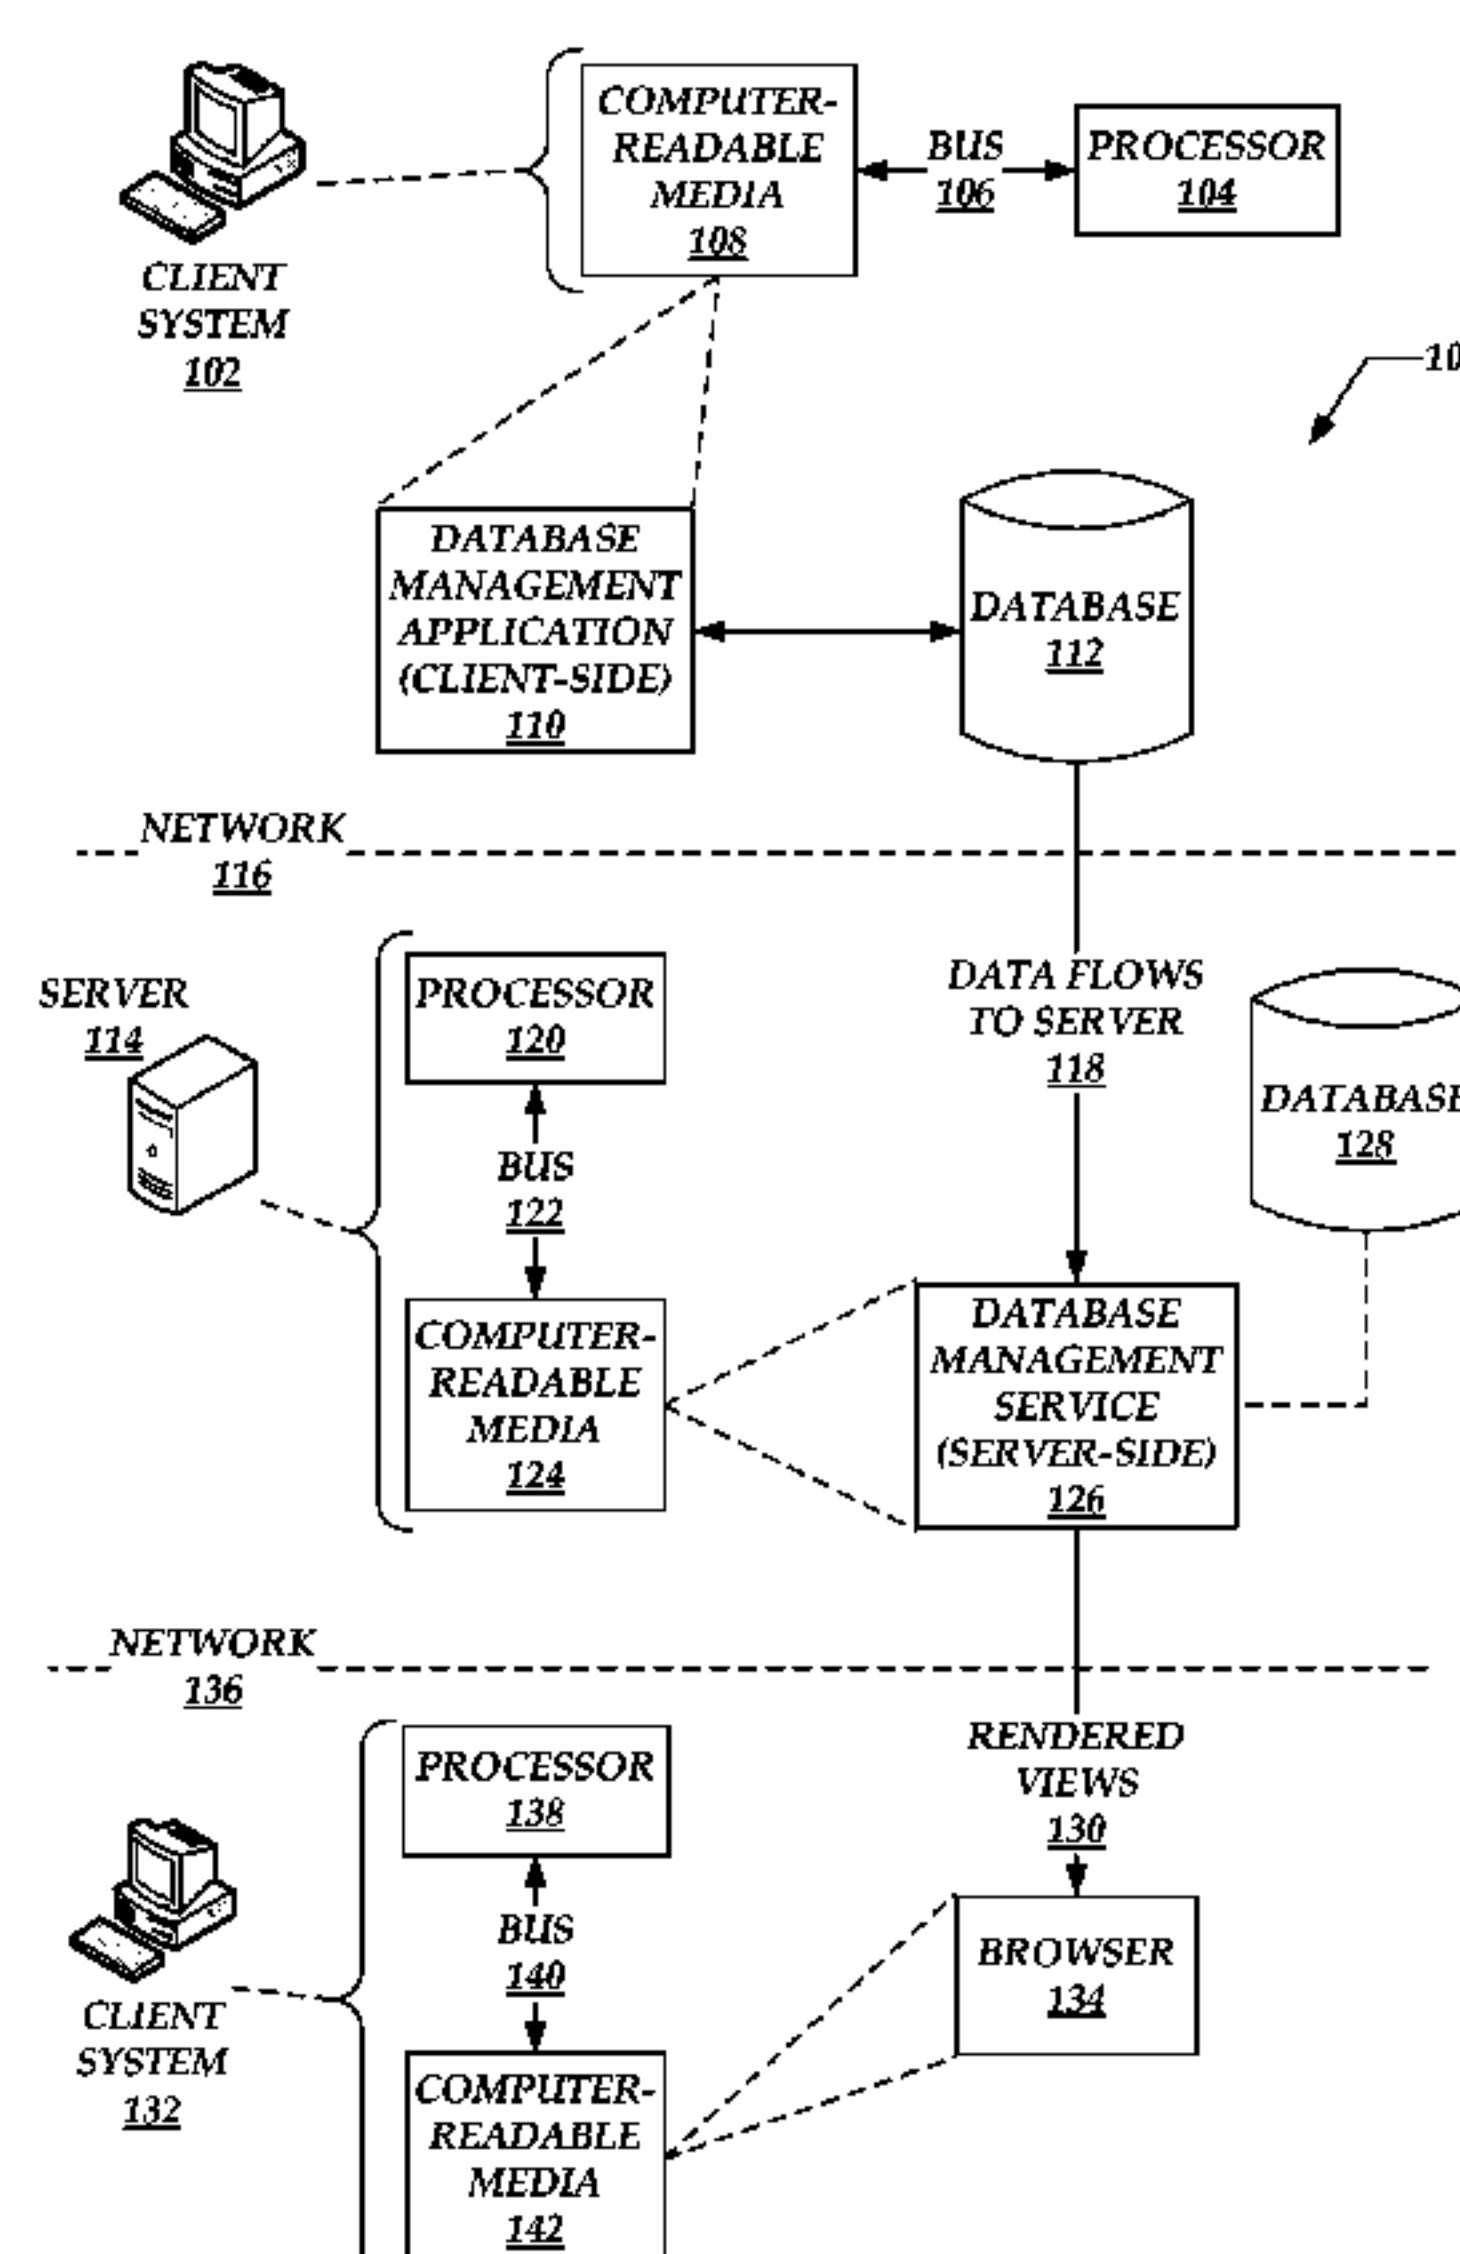 COMPUTER-
READABLE
MEDIA
108
BUS
106
PROCESSOR
104
CLIENT
SYSTEM
102
10
DATABASE
MANAGEMENT
APPLICATION
(CLIENT-SIDE)
110
DATABASE
112
NETWORK
116
SERVER
114
PROCESSOR
120
BUS
122
COMPUTER-
READABLE
MEDIA
124
DATA FLOWS
TO SERVER
118
DATABASE
128
DATABASE
MANAGEMENT
SERVICE
(SERVER-SIDE)
126
NETWORK
136
RENDERED
VIEWS
130
PROCESSOR
138
BUS
140
COMPUTER-
READABLE
MEDIA
142
BROWSER
134
CLIENT
SYSTEM
132